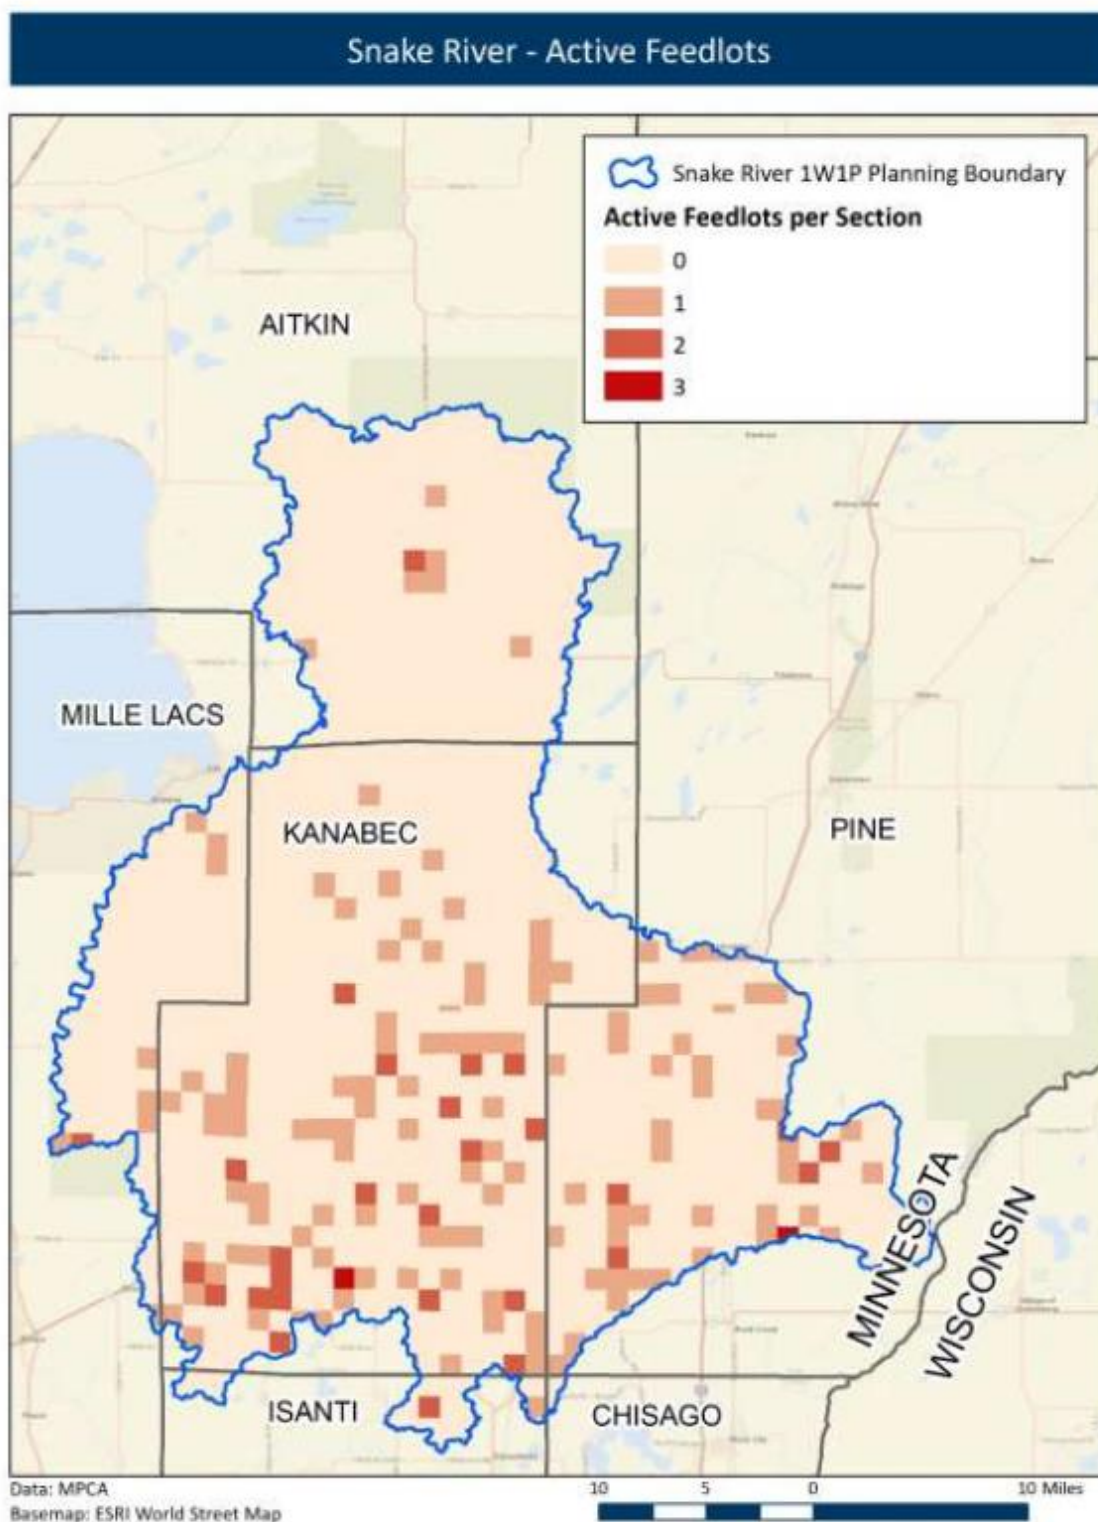 Snake River - Active Feedlots
Snake River 1W1P Planning Boundary
Active Feedlots per Section
0
1
2
3
AITKIN
MILLE LACS
KANABEC
PINE
MINNESOTA
WISCONSIN
ISANTI
CHISAGO
Data: MPCA
10 5 0 10 Miles
Basemap: ESRI World Street Map